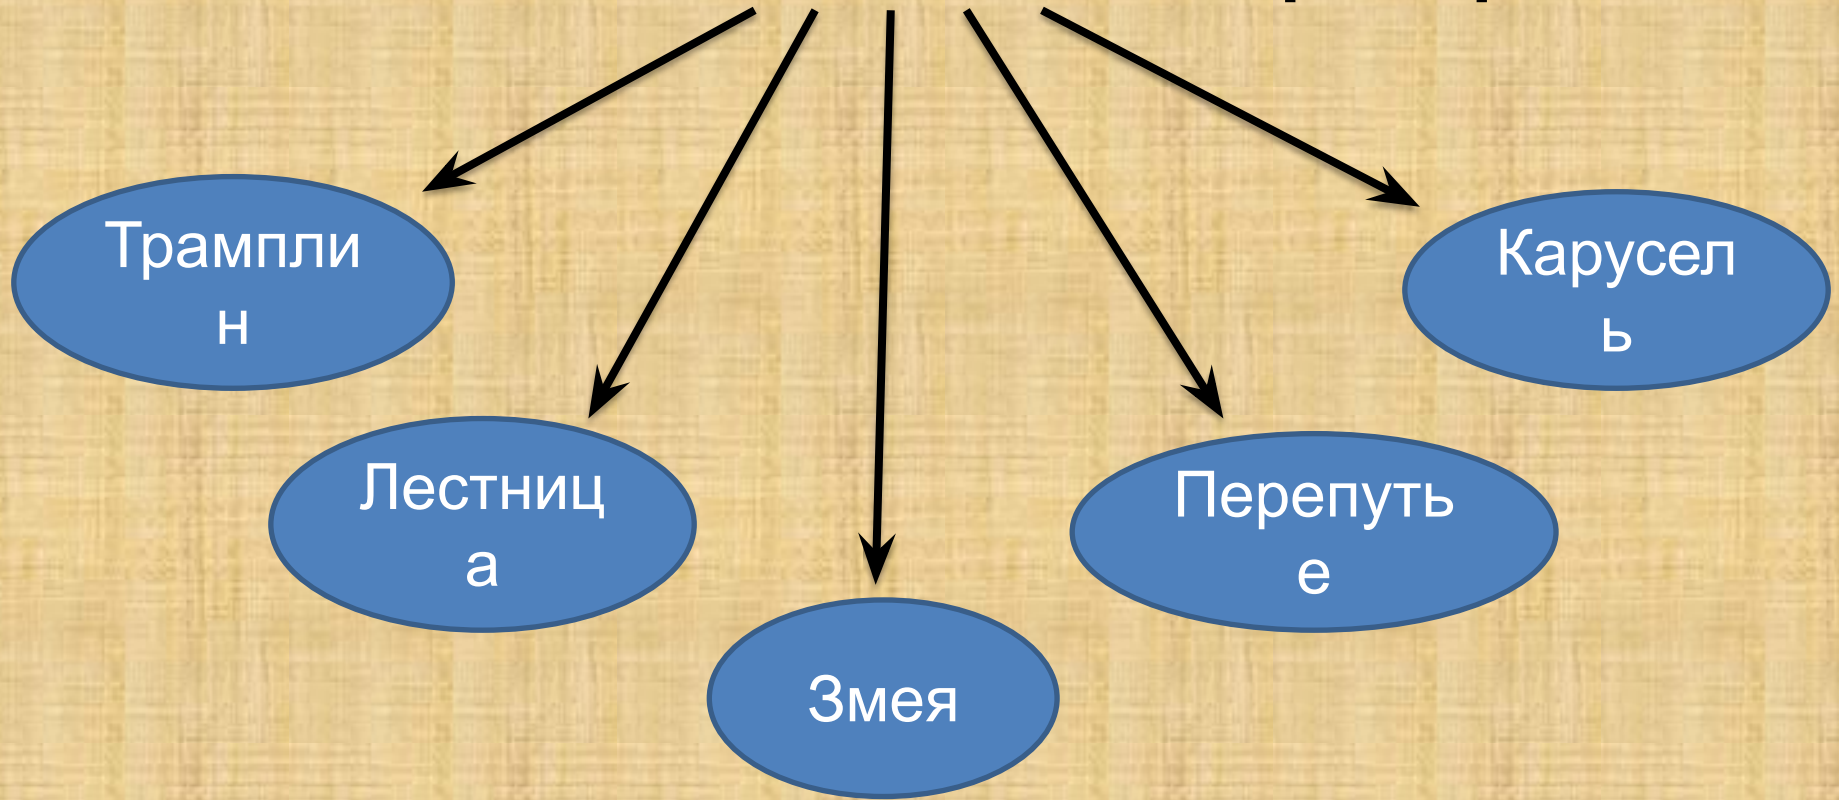 Трампли
н
Карусел
ь
Лестниц
а
Перепуть
е
Змея